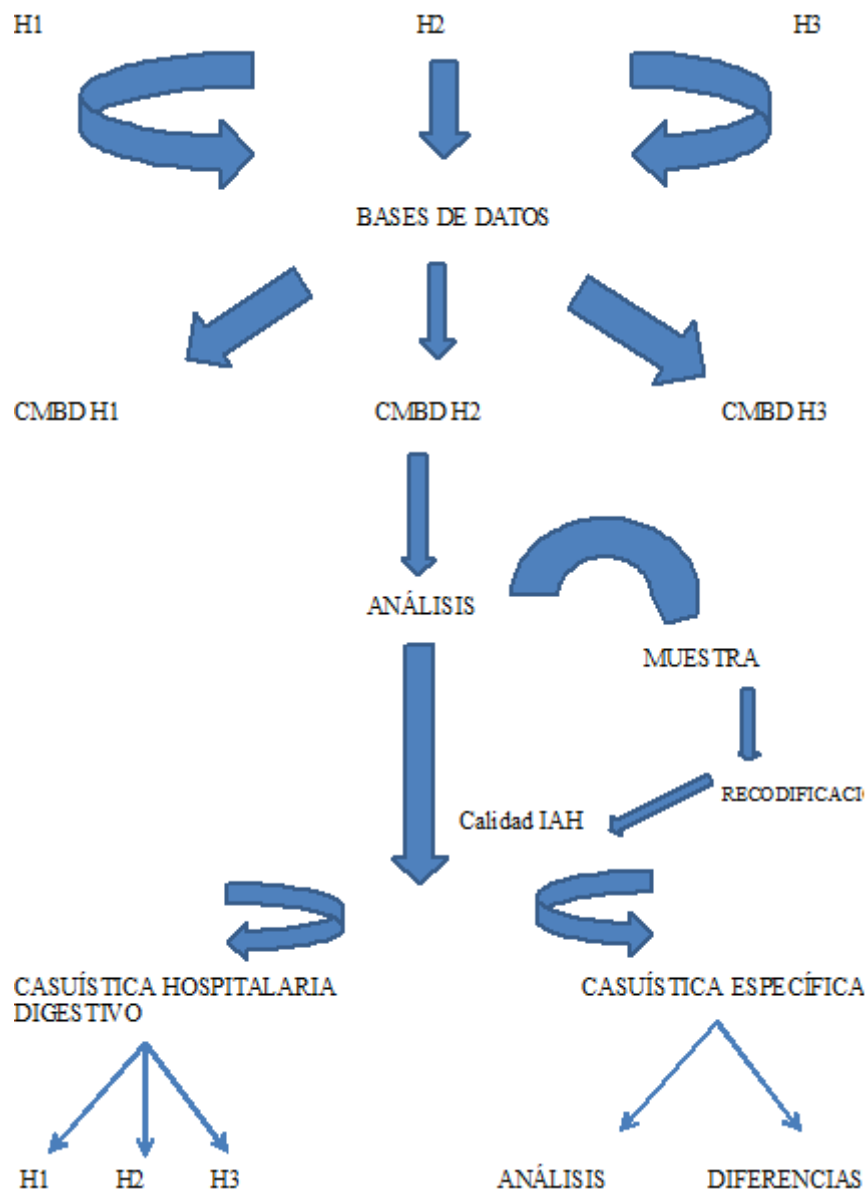 H1 H2 H3
BASES DE DATOS
CMBD H1 CMBD H2 CMBD H3
ANÁLISIS
MUESTRA
RECODIFICACI
Calidad IAH
CASUÍSTICA HOSPITALARIA
DIGESTIVO
CASUÍSTICA ESPECÍFICA
H1 H2 H3
ANÁLISIS DIFERENCIAS